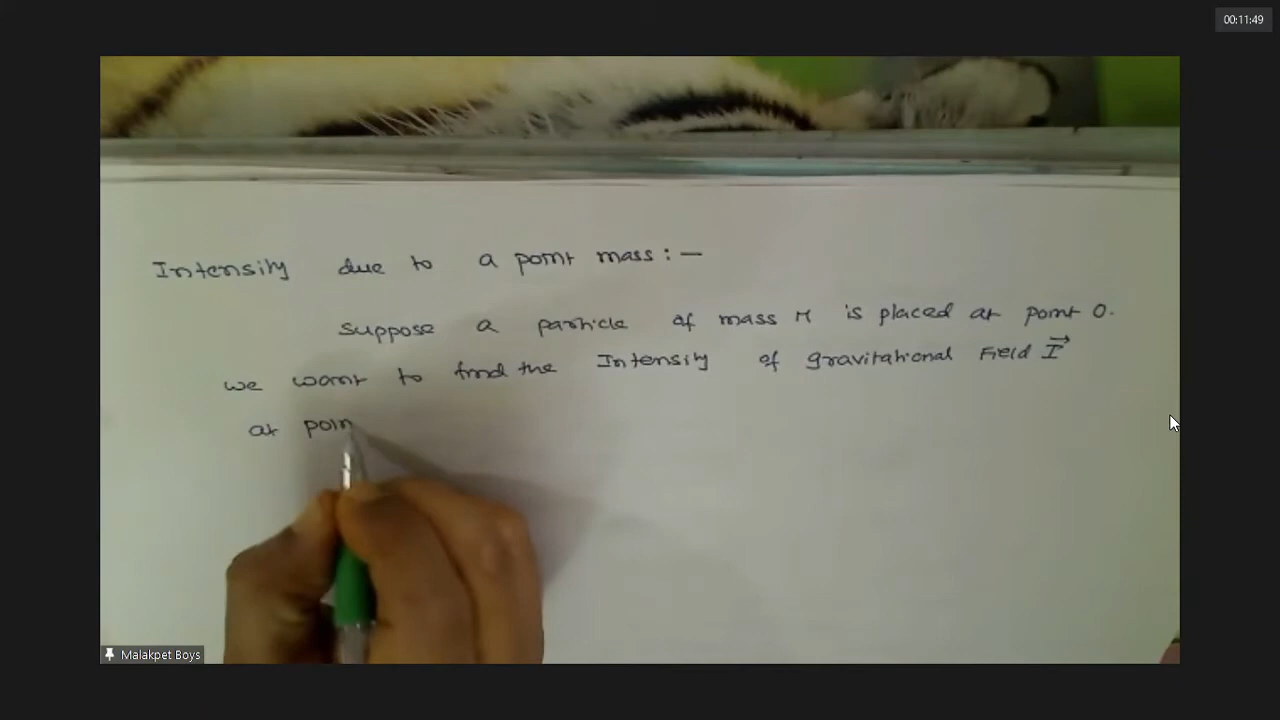 00:11:49
Intensity due to a point mass : —
Suppose a particle of mass M is placed at point O.
We want to find the Intensity of gravitational Field I⃗
at poin
Malakpet Boys